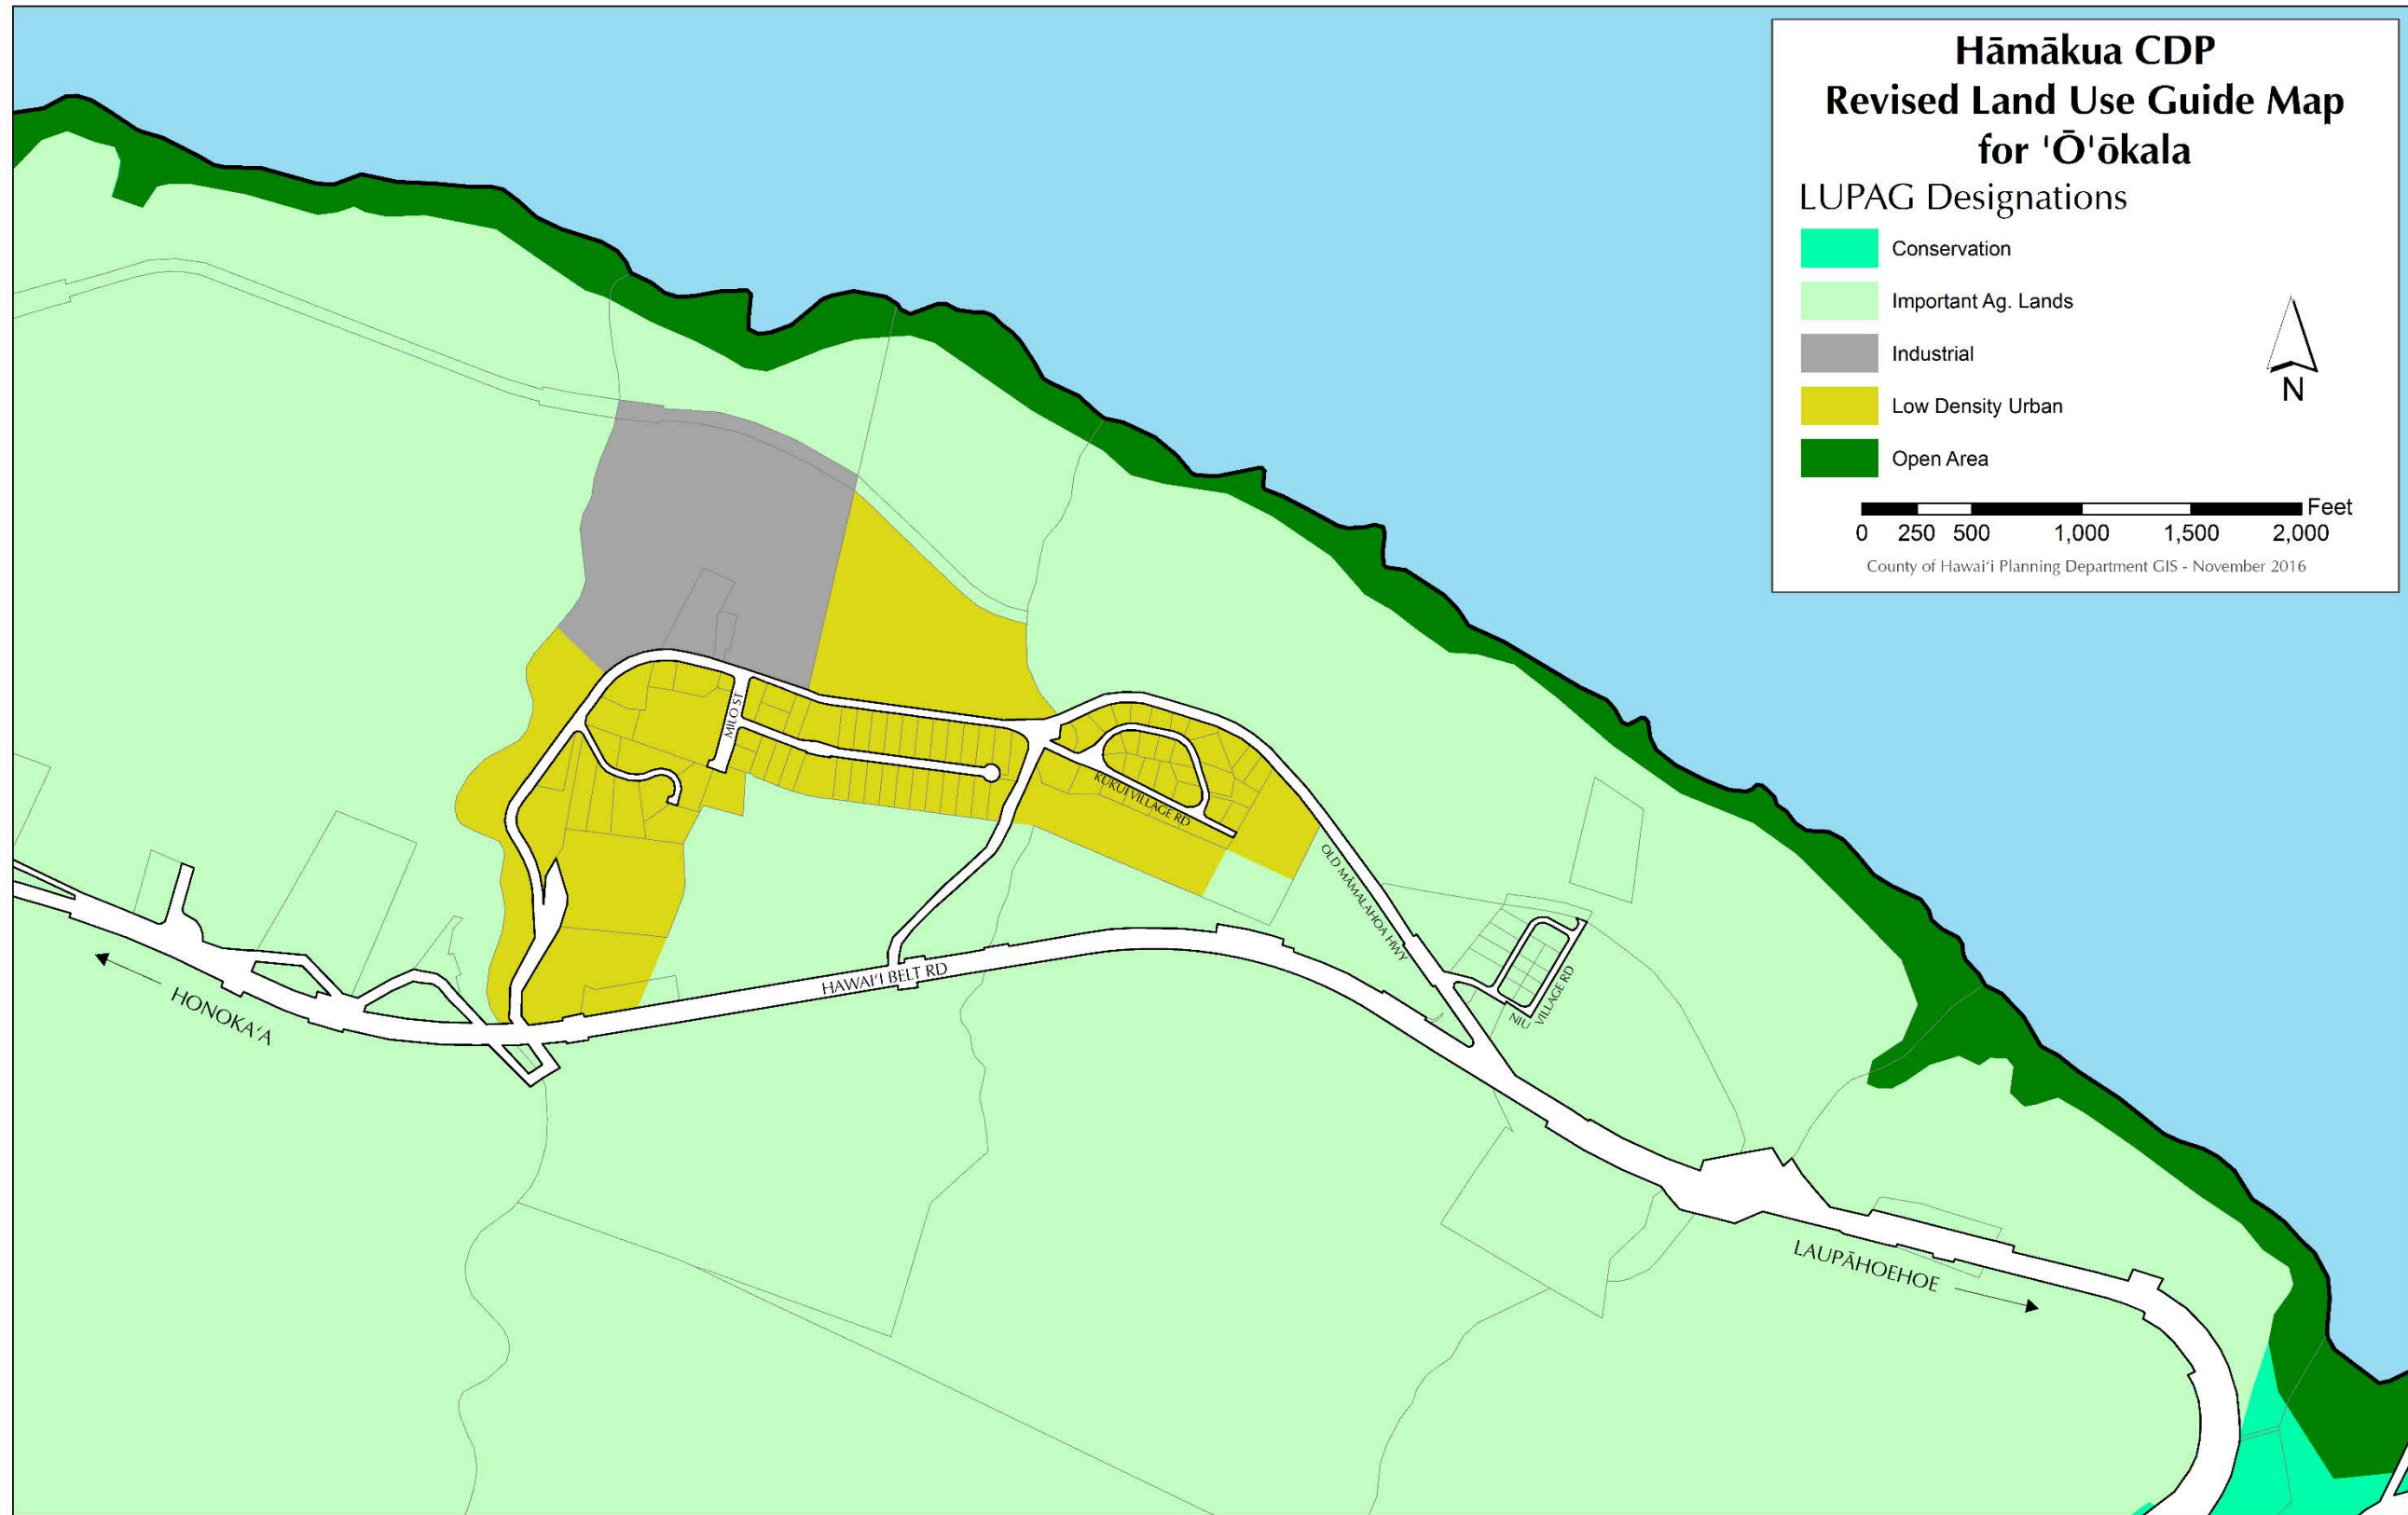 Hāmākua CDP
Revised Land Use Guide Map
for 'Ō'ōkala
LUPAG Designations
Conservation
Important Ag. Lands
Industrial
Low Density Urban
Open Area
N
Feet
0 250 500 1,000 1,500 2,000
County of Hawai‘i Planning Department GIS - November 2016
MILO ST
KUKUI VILLAGE RD
OLD MĀMALAHOA HWY
HAWAI‘I BELT RD
NIU
VILLAGE RD
HONOKA‘A
LAUPĀHOEHOE